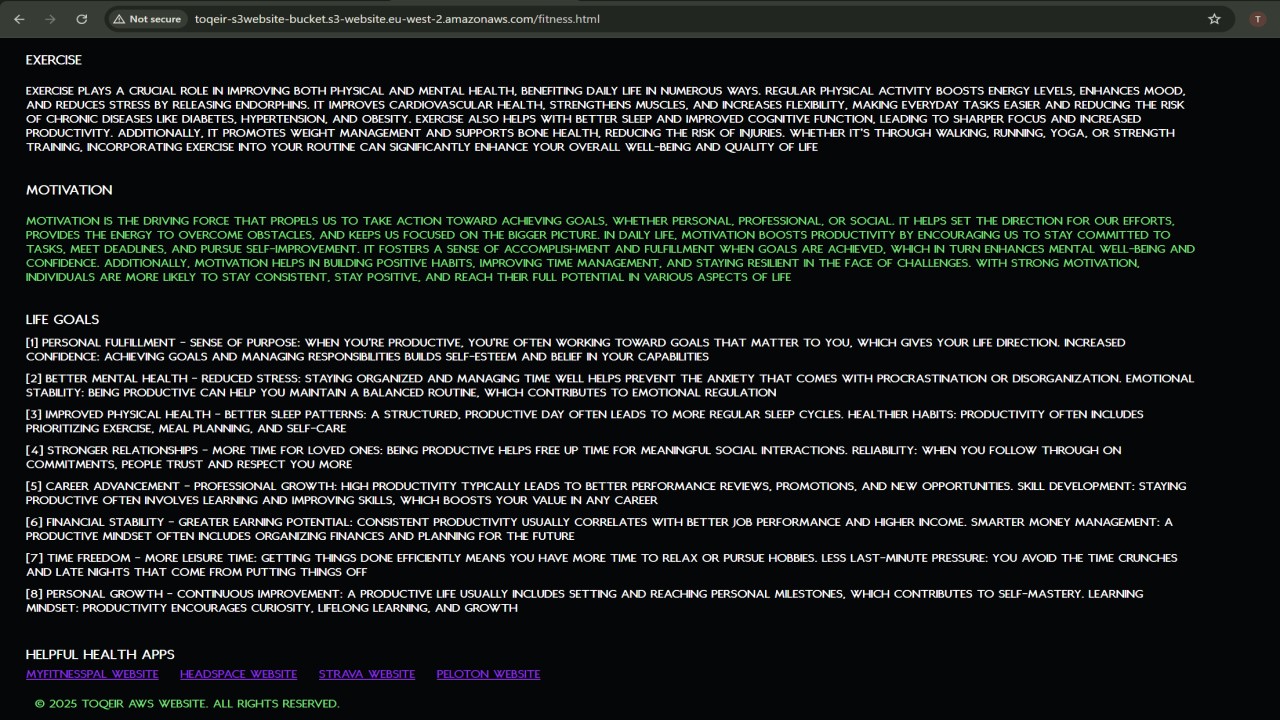 Not secure
toqeir-s3website-bucket.s3-website.eu-west-2.amazonaws.com/fitness.html
T
EXERCISE
EXERCISE PLAYS A CRUCIAL ROLE IN IMPROVING BOTH PHYSICAL AND MENTAL HEALTH, BENEFITING DAILY LIFE IN NUMEROUS WAYS. REGULAR PHYSICAL ACTIVITY BOOSTS ENERGY LEVELS, ENHANCES MOOD,
AND REDUCES STRESS BY RELEASING ENDORPHINS. IT IMPROVES CARDIOVASCULAR HEALTH, STRENGTHENS MUSCLES, AND INCREASES FLEXIBILITY, MAKING EVERYDAY TASKS EASIER AND REDUCING THE RISK
OF CHRONIC DISEASES LIKE DIABETES, HYPERTENSION, AND OBESITY. EXERCISE ALSO HELPS WITH BETTER SLEEP AND IMPROVED COGNITIVE FUNCTION, LEADING TO SHARPER FOCUS AND INCREASED
PRODUCTIVITY. ADDITIONALLY, IT PROMOTES WEIGHT MANAGEMENT AND SUPPORTS BONE HEALTH, REDUCING THE RISK OF INJURIES. WHETHER IT'S THROUGH WALKING, RUNNING, YOGA, OR STRENGTH
TRAINING, INCORPORATING EXERCISE INTO YOUR ROUTINE CAN SIGNIFICANTLY ENHANCE YOUR OVERALL WELL-BEING AND QUALITY OF LIFE
MOTIVATION
MOTIVATION IS THE DRIVING FORCE THAT PROPELS US TO TAKE ACTION TOWARD ACHIEVING GOALS, WHETHER PERSONAL, PROFESSIONAL, OR SOCIAL. IT HELPS SET THE DIRECTION FOR OUR EFFORTS,
PROVIDES THE ENERGY TO OVERCOME OBSTACLES, AND KEEPS US FOCUSED ON THE BIGGER PICTURE. IN DAILY LIFE, MOTIVATION BOOSTS PRODUCTIVITY BY ENCOURAGING US TO STAY COMMITTED TO
TASKS, MEET DEADLINES, AND PURSUE SELF-IMPROVEMENT. IT FOSTERS A SENSE OF ACCOMPLISHMENT AND FULFILLMENT WHEN GOALS ARE ACHIEVED, WHICH IN TURN ENHANCES MENTAL WELL-BEING AND
CONFIDENCE. ADDITIONALLY, MOTIVATION HELPS IN BUILDING POSITIVE HABITS, IMPROVING TIME MANAGEMENT, AND STAYING RESILIENT IN THE FACE OF CHALLENGES. WITH STRONG MOTIVATION,
INDIVIDUALS ARE MORE LIKELY TO STAY CONSISTENT, STAY POSITIVE, AND REACH THEIR FULL POTENTIAL IN VARIOUS ASPECTS OF LIFE
LIFE GOALS
[1] PERSONAL FULFILLMENT - SENSE OF PURPOSE: WHEN YOU'RE PRODUCTIVE, YOU'RE OFTEN WORKING TOWARD GOALS THAT MATTER TO YOU, WHICH GIVES YOUR LIFE DIRECTION. INCREASED
CONFIDENCE: ACHIEVING GOALS AND MANAGING RESPONSIBILITIES BUILDS SELF-ESTEEM AND BELIEF IN YOUR CAPABILITIES
[2] BETTER MENTAL HEALTH - REDUCED STRESS: STAYING ORGANIZED AND MANAGING TIME WELL HELPS PREVENT THE ANXIETY THAT COMES WITH PROCRASTINATION OR DISORGANIZATION. EMOTIONAL
STABILITY: BEING PRODUCTIVE CAN HELP YOU MAINTAIN A BALANCED ROUTINE, WHICH CONTRIBUTES TO EMOTIONAL REGULATION
[3] IMPROVED PHYSICAL HEALTH - BETTER SLEEP PATTERNS: A STRUCTURED, PRODUCTIVE DAY OFTEN LEADS TO MORE REGULAR SLEEP CYCLES. HEALTHIER HABITS: PRODUCTIVITY OFTEN INCLUDES
PRIORITIZING EXERCISE, MEAL PLANNING, AND SELF-CARE
[4] STRONGER RELATIONSHIPS - MORE TIME FOR LOVED ONES: BEING PRODUCTIVE HELPS FREE UP TIME FOR MEANINGFUL SOCIAL INTERACTIONS. RELIABILITY: WHEN YOU FOLLOW THROUGH ON
COMMITMENTS, PEOPLE TRUST AND RESPECT YOU MORE
[5] CAREER ADVANCEMENT - PROFESSIONAL GROWTH: HIGH PRODUCTIVITY TYPICALLY LEADS TO BETTER PERFORMANCE REVIEWS, PROMOTIONS, AND NEW OPPORTUNITIES. SKILL DEVELOPMENT: STAYING
PRODUCTIVE OFTEN INVOLVES LEARNING AND IMPROVING SKILLS, WHICH BOOSTS YOUR VALUE IN ANY CAREER
[6] FINANCIAL STABILITY - GREATER EARNING POTENTIAL: CONSISTENT PRODUCTIVITY USUALLY CORRELATES WITH BETTER JOB PERFORMANCE AND HIGHER INCOME. SMARTER MONEY MANAGEMENT: A
PRODUCTIVE MINDSET OFTEN INCLUDES ORGANIZING FINANCES AND PLANNING FOR THE FUTURE
[7] TIME FREEDOM - MORE LEISURE TIME: GETTING THINGS DONE EFFICIENTLY MEANS YOU HAVE MORE TIME TO RELAX OR PURSUE HOBBIES. LESS LAST-MINUTE PRESSURE: YOU AVOID THE TIME CRUNCHES
AND LATE NIGHTS THAT COME FROM PUTTING THINGS OFF
[8] PERSONAL GROWTH - CONTINUOUS IMPROVEMENT: A PRODUCTIVE LIFE USUALLY INCLUDES SETTING AND REACHING PERSONAL MILESTONES, WHICH CONTRIBUTES TO SELF-MASTERY. LEARNING
MINDSET: PRODUCTIVITY ENCOURAGES CURIOSITY, LIFELONG LEARNING, AND GROWTH
HELPFUL HEALTH APPS
MYFITNESSPAL WEBSITE HEADSPACE WEBSITE STRAVA WEBSITE PELOTON WEBSITE
© 2025 TOQEIR AWS WEBSITE. ALL RIGHTS RESERVED.